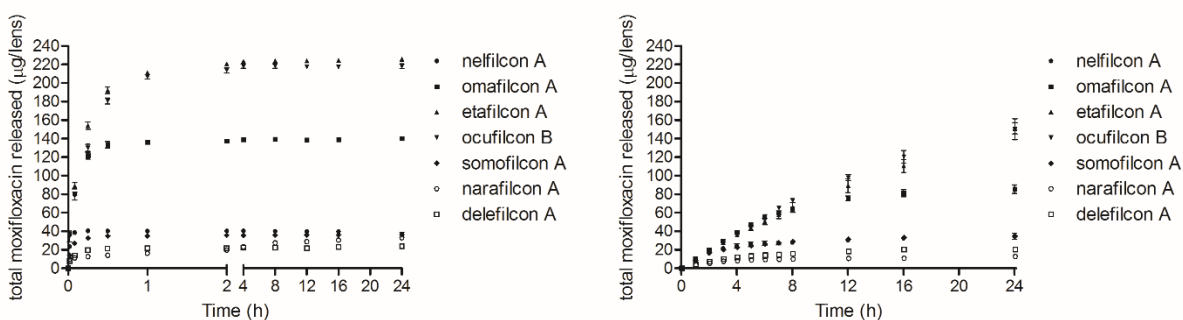 total moxifloxacin released (µg/lens)
240
220
200
180
160
140
120
100
80
60
40
20
0
0 1 2 4 8 12 16 20 24
Time (h)
nelfilcon A
omafilcon A
etafilcon A
ocufilcon B
somofilcon A
narafilcon A
delefilcon A
total moxifloxacin released (µg/lens)
240
220
200
180
160
140
120
100
80
60
40
20
0
0 4 8 12 16 20 24
Time (h)
nelfilcon A
omafilcon A
etafilcon A
ocufilcon B
somofilcon A
narafilcon A
delefilcon A